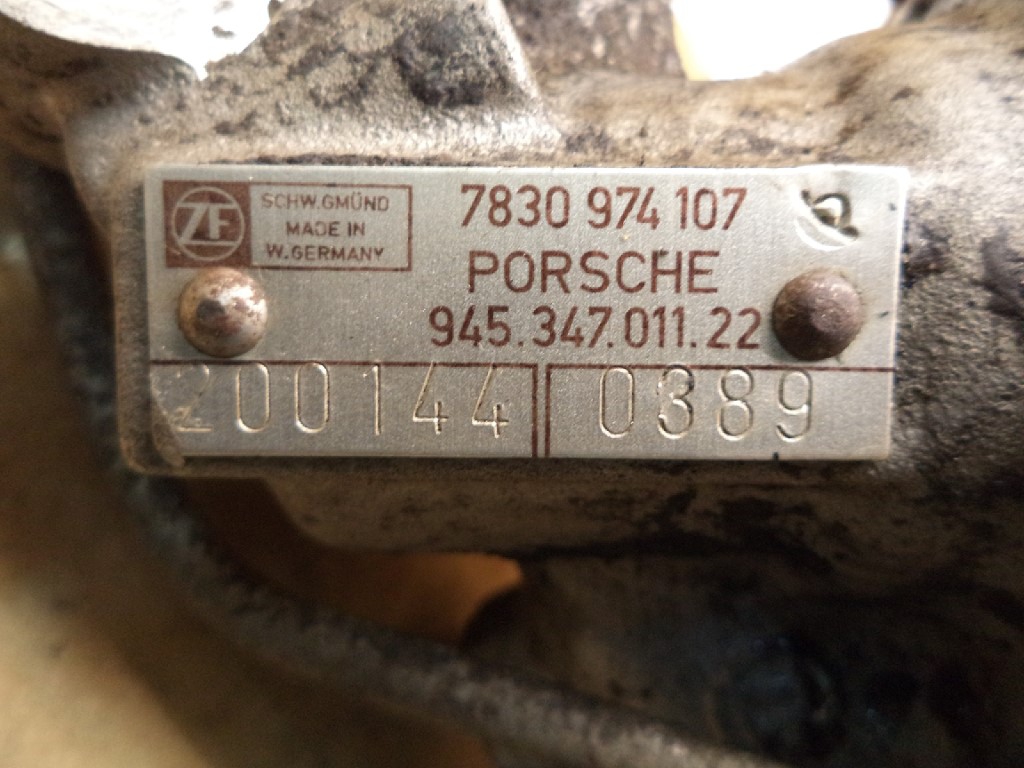 ZF
SCHW.GMÜND
MADE IN
W.GERMANY
7830 974 107
PORSCHE
945.347.011.22
200144 0389